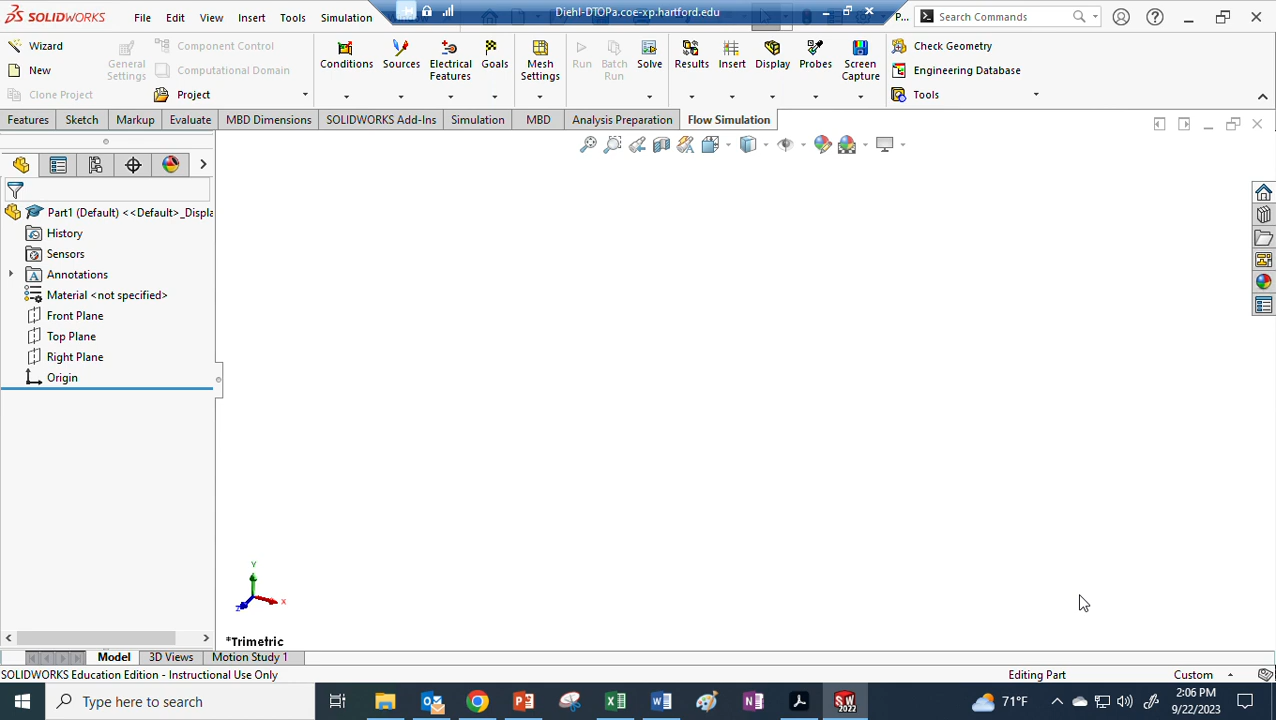 SOLIDWORKS File Edit View Insert Tools Simulation
Diehl-DTOPa.coe-xp.hartford.edu
P... Search Commands
Wizard
New
Clone Project
General Settings
Component Control
Computational Domain
Project
Conditions
Sources
Electrical Features
Goals
Mesh Settings
Run
Batch Run
Solve
Results
Insert
Display
Probes
Screen Capture
Check Geometry
Engineering Database
Tools
Features Sketch Markup Evaluate MBD Dimensions SOLIDWORKS Add-Ins Simulation MBD Analysis Preparation Flow Simulation
Part1 (Default) <<Default>_Displa
History
Sensors
Annotations
Material <not specified>
Front Plane
Top Plane
Right Plane
Origin
Y
X
Z
*Trimetric
Model 3D Views Motion Study 1
SOLIDWORKS Education Edition - Instructional Use Only
Editing Part
Custom
Type here to search
71°F
2:06 PM
9/22/2023